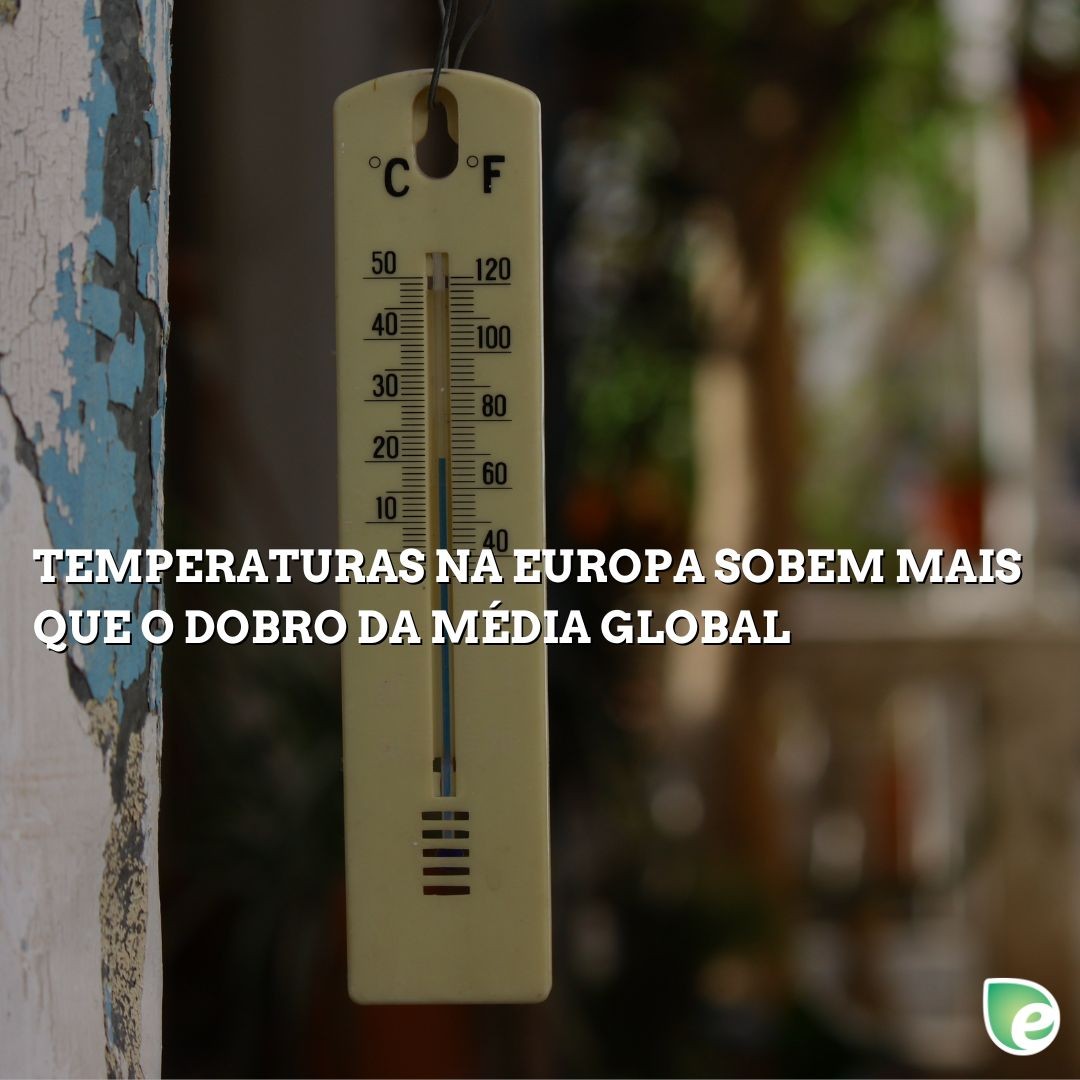 °C °F
50 120
40 100
30 80
20 60
10 40
TEMPERATURAS NA EUROPA SOBEM MAIS
QUE O DOBRO DA MÉDIA GLOBAL
e